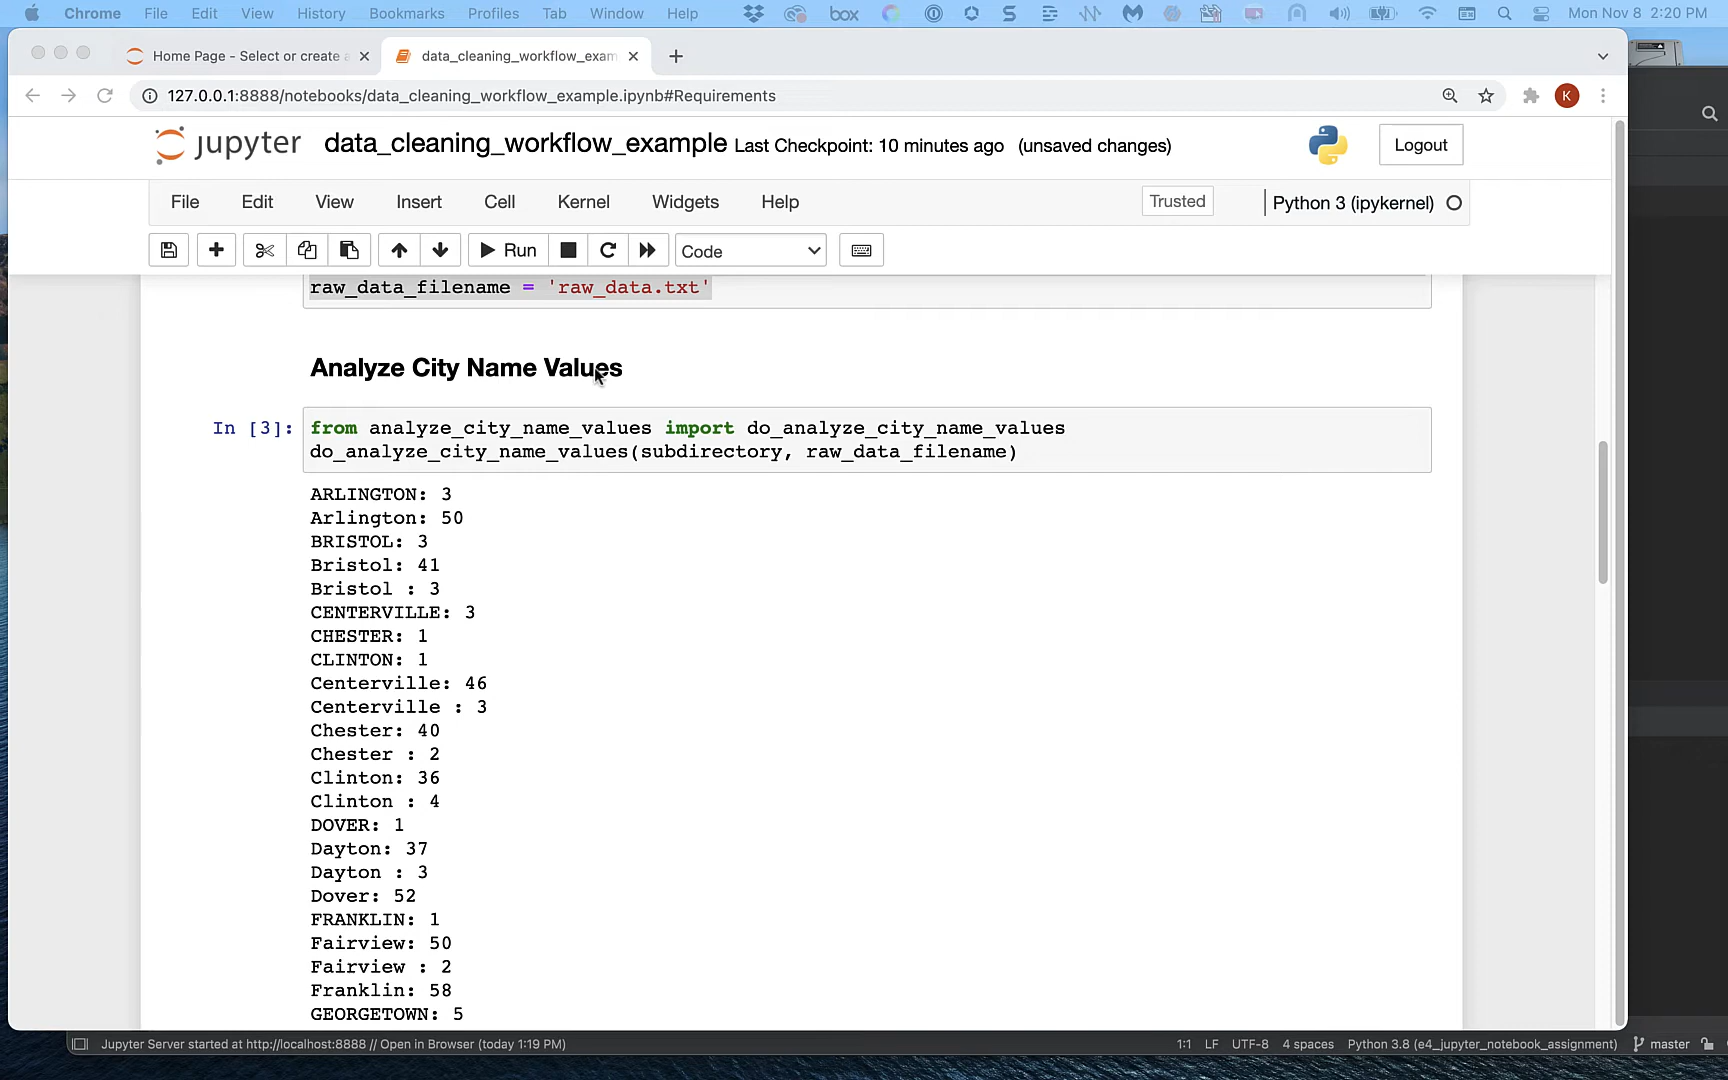 Chrome File Edit View History Bookmarks Profiles Tab Window Help box Mon Nov 8 2:20 PM
Home Page - Select or create a data_cleaning_workflow_exam
127.0.0.1:8888/notebooks/data_cleaning_workflow_example.ipynb#Requirements K
jupyter data_cleaning_workflow_example Last Checkpoint: 10 minutes ago (unsaved changes) Logout
File Edit View Insert Cell Kernel Widgets Help Trusted Python 3 (ipykernel)
Run Code
raw_data_filename = 'raw_data.txt'
Analyze City Name Values
In [3]: from analyze_city_name_values import do_analyze_city_name_values
do_analyze_city_name_values(subdirectory, raw_data_filename)
ARLINGTON: 3
Arlington: 50
BRISTOL: 3
Bristol: 41
Bristol : 3
CENTERVILLE: 3
CHESTER: 1
CLINTON: 1
Centerville: 46
Centerville : 3
Chester: 40
Chester : 2
Clinton: 36
Clinton : 4
DOVER: 1
Dayton: 37
Dayton : 3
Dover: 52
FRANKLIN: 1
Fairview: 50
Fairview : 2
Franklin: 58
GEORGETOWN: 5
Jupyter Server started at http://localhost:8888 // Open in Browser (today 1:19 PM) 1:1 LF UTF-8 4 spaces Python 3.8 (e4_jupyter_notebook_assignment) master